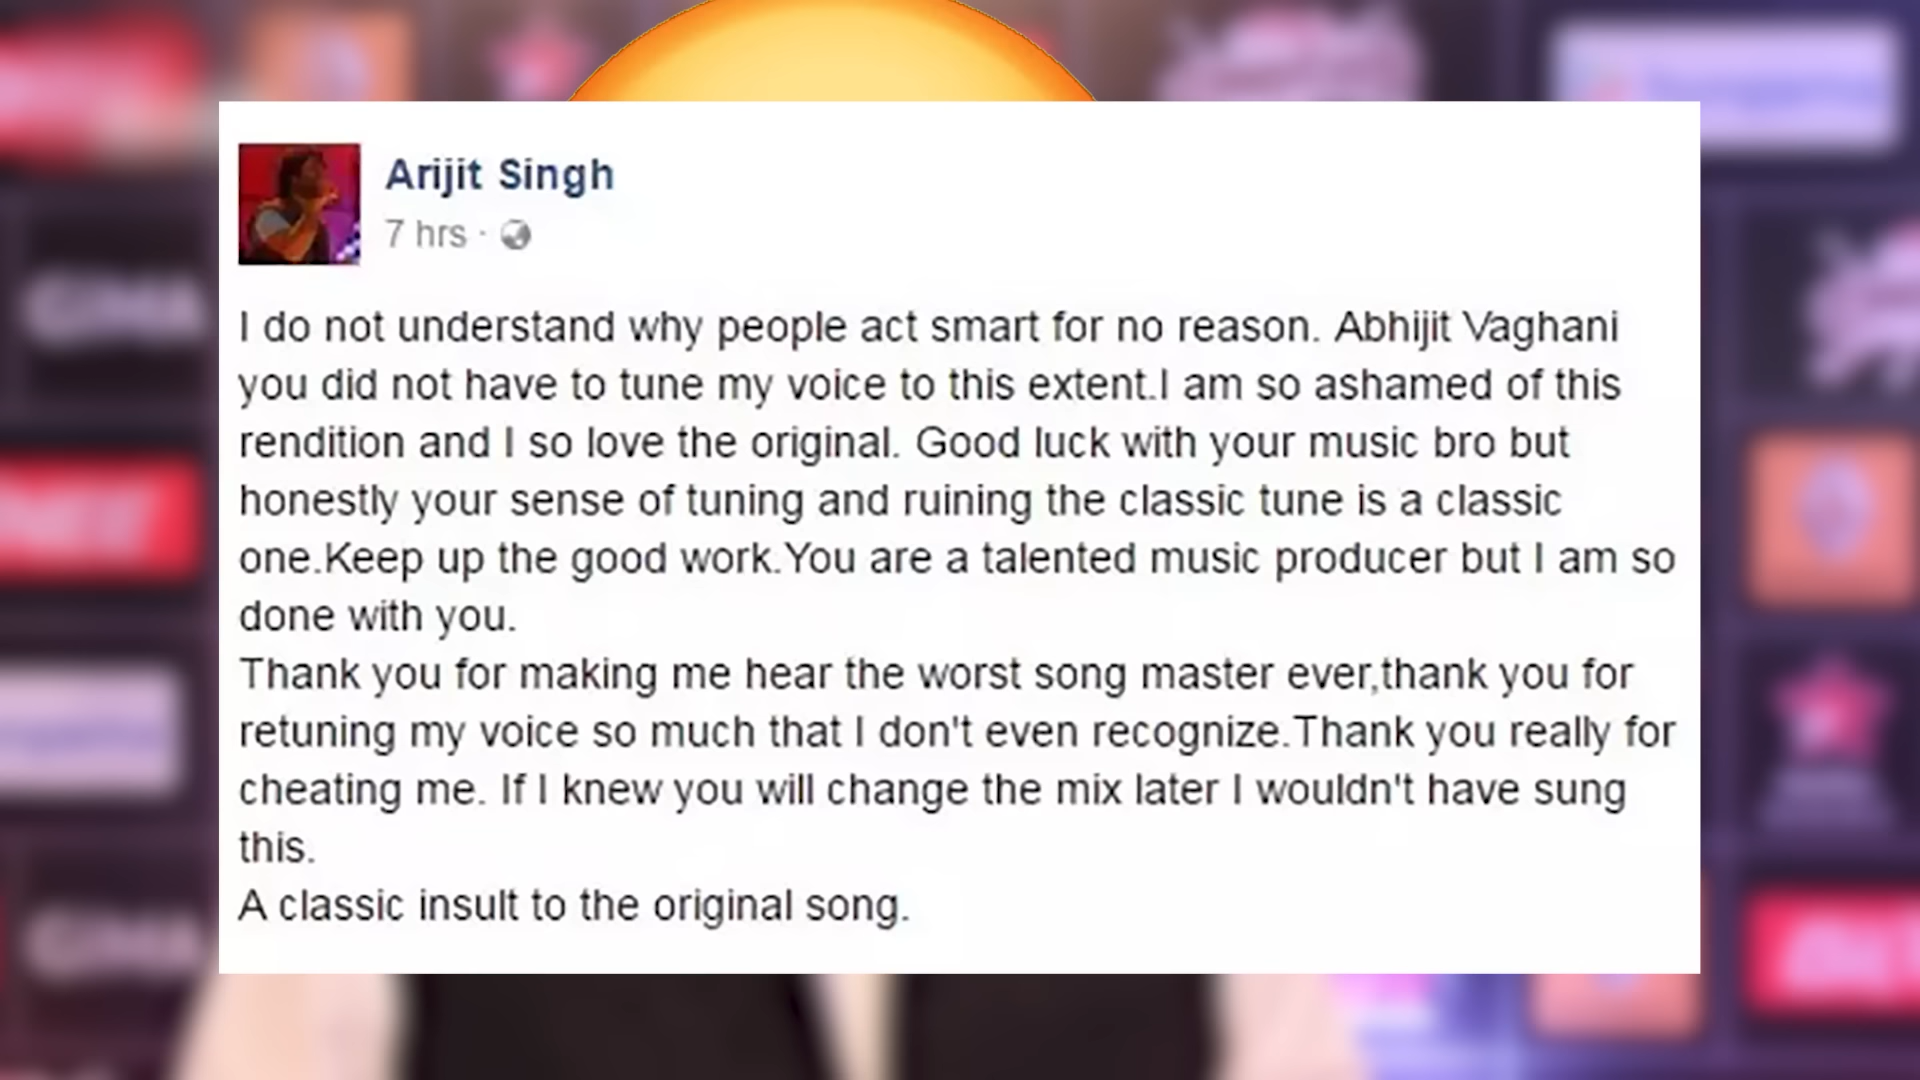 Arijit Singh
7 hrs ·
I do not understand why people act smart for no reason. Abhijit Vaghani
you did not have to tune my voice to this extent.I am so ashamed of this
rendition and I so love the original. Good luck with your music bro but
honestly your sense of tuning and ruining the classic tune is a classic
one.Keep up the good work.You are a talented music producer but I am so
done with you.
Thank you for making me hear the worst song master ever,thank you for
retuning my voice so much that I don't even recognize.Thank you really for
cheating me. If I knew you will change the mix later I wouldn't have sung
this.
A classic insult to the original song.
GIMA
GIMA